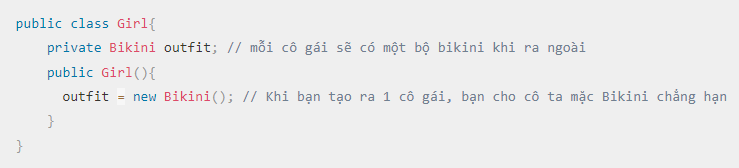 public class Girl{
    private Bikini outfit; // mỗi cô gái sẽ có một bộ bikini khi ra ngoài
    public Girl(){
      outfit = new Bikini(); // Khi bạn tạo ra 1 cô gái, bạn cho cô ta mặc Bikini chẳng hạn
    }
}